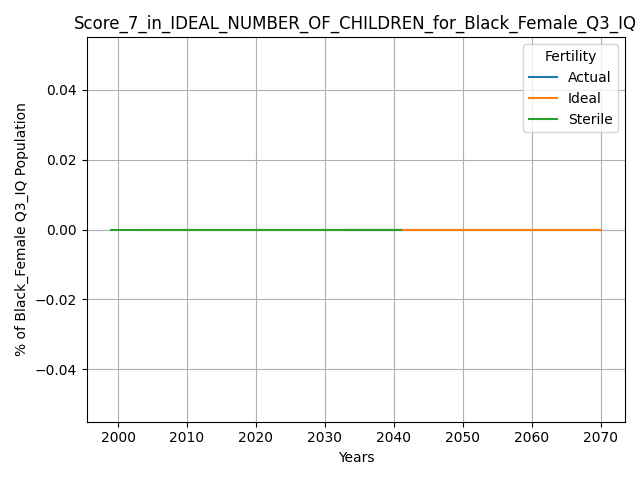 Score_7_in_IDEAL_NUMBER_OF_CHILDREN_for_Black_Female_Q3_IQ
Fertility
Actual
Ideal
Sterile
% of Black_Female Q3_IQ Population
0.04
0.02
0.00
−0.02
−0.04
2000 2010 2020 2030 2040 2050 2060 2070
Years